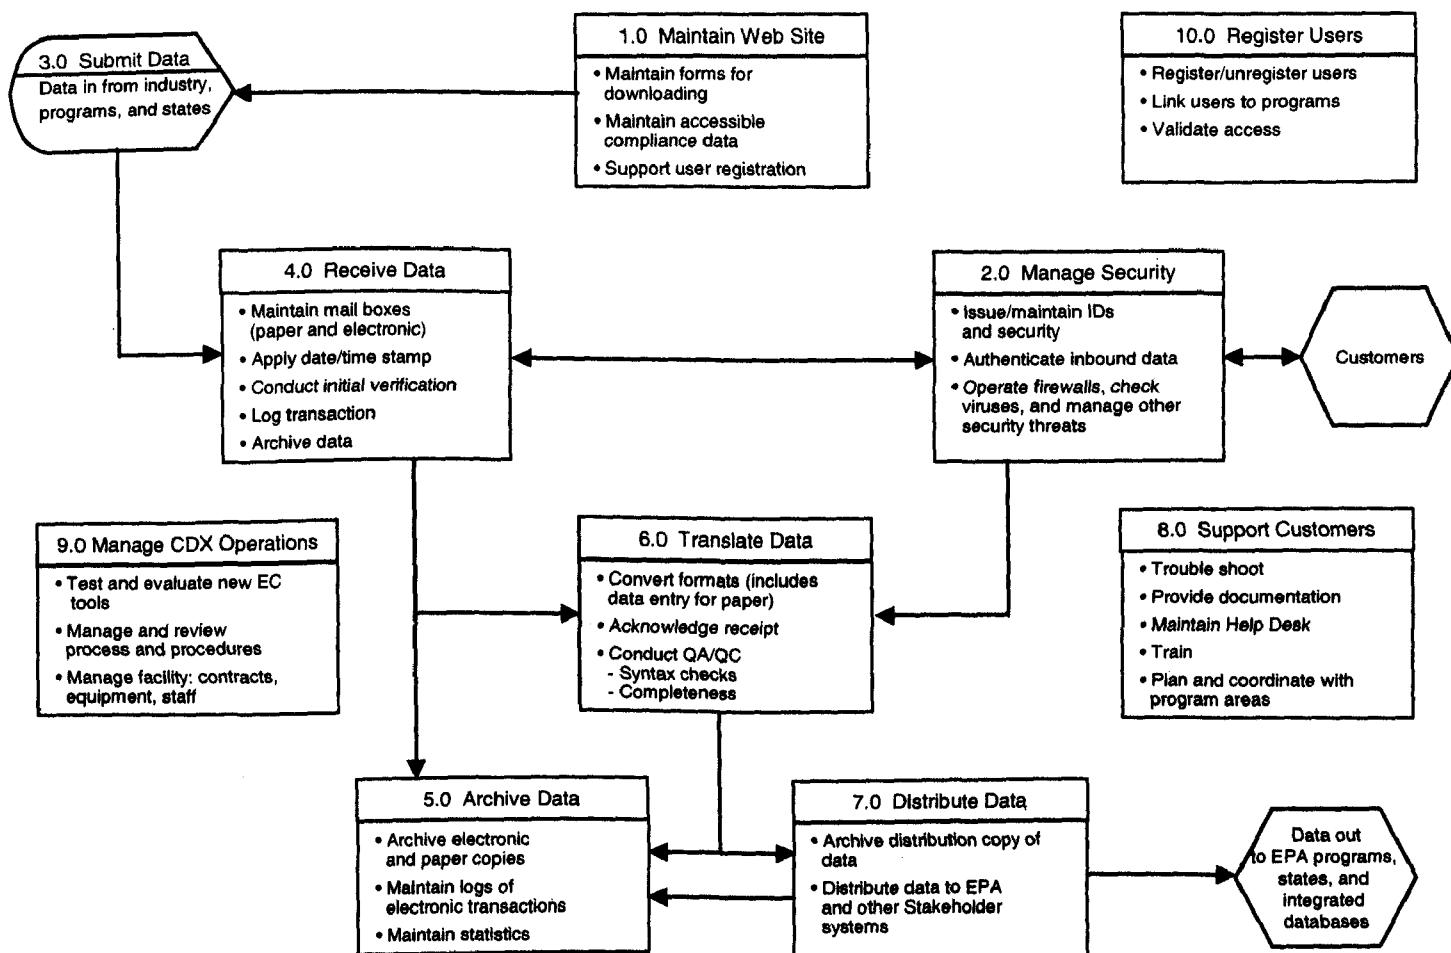 3.0 Submit Data
Data in from industry,
programs, and states
1.0 Maintain Web Site
• Maintain forms for
downloading
• Maintain accessible
compliance data
• Support user registration
10.0 Register Users
• Register/unregister users
• Link users to programs
• Validate access
4.0 Receive Data
• Maintain mail boxes
(paper and electronic)
• Apply date/time stamp
• Conduct initial verification
• Log transaction
• Archive data
2.0 Manage Security
• Issue/maintain IDs
and security
• Authenticate inbound data
• Operate firewalls, check
viruses, and manage other
security threats
Customers
9.0 Manage CDX Operations
• Test and evaluate new EC
tools
• Manage and review
process and procedures
• Manage facility: contracts,
equipment, staff
6.0 Translate Data
• Convert formats (includes
data entry for paper)
• Acknowledge receipt
• Conduct QA/QC
- Syntax checks
- Completeness
8.0 Support Customers
• Trouble shoot
• Provide documentation
• Maintain Help Desk
• Train
• Plan and coordinate with
program areas
5.0 Archive Data
• Archive electronic
and paper copies
• Maintain logs of
electronic transactions
• Maintain statistics
7.0 Distribute Data
• Archive distribution copy of
data
• Distribute data to EPA
and other Stakeholder
systems
Data out
to EPA programs,
states, and
integrated
databases